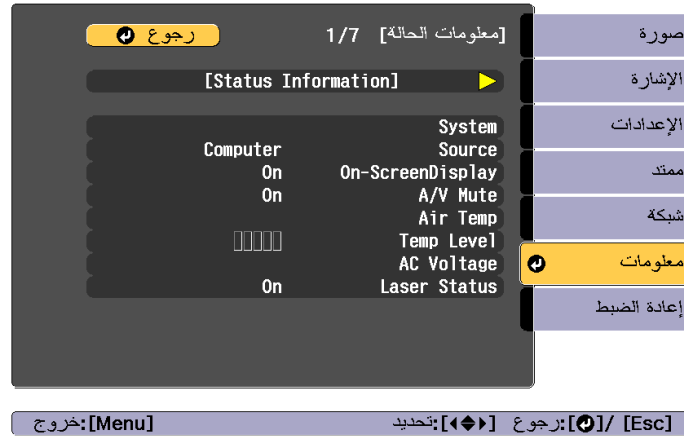 [معلومات الحالة] 1/7
رجوع
[Status Information]
System
Source Computer
On-ScreenDisplay On
A/V Mute On
Air Temp
Temp Level
AC Voltage
Laser Status On
صورة
الإشارة
الإعدادات
ممتد
شبكة
معلومات
إعادة الضبط
[Esc] /[]:رجوع []:تحديد [Menu]:خروج